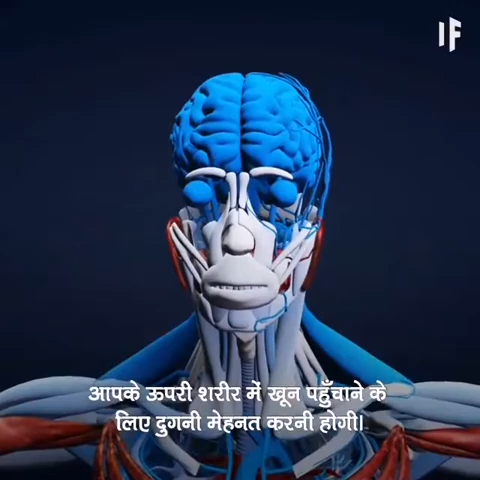 IF
आपके ऊपरी शरीर में खून पहुँचाने के
लिए दुगनी मेहनत करनी होगी।